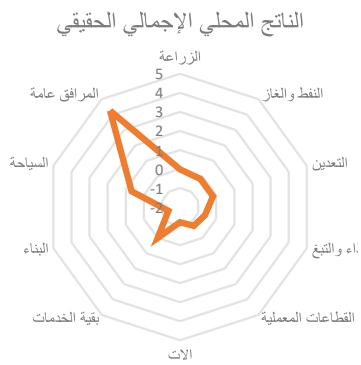 الناتج المحلي الإجمالي الحقيقي
الزراعة
النفط والغاز
التعدين
والتبغ
القطاعات المعملية
الات
بقية الخدمات
البناء
السياحة
المرافق عامة
5
4
3
2
1
0
-1
-2